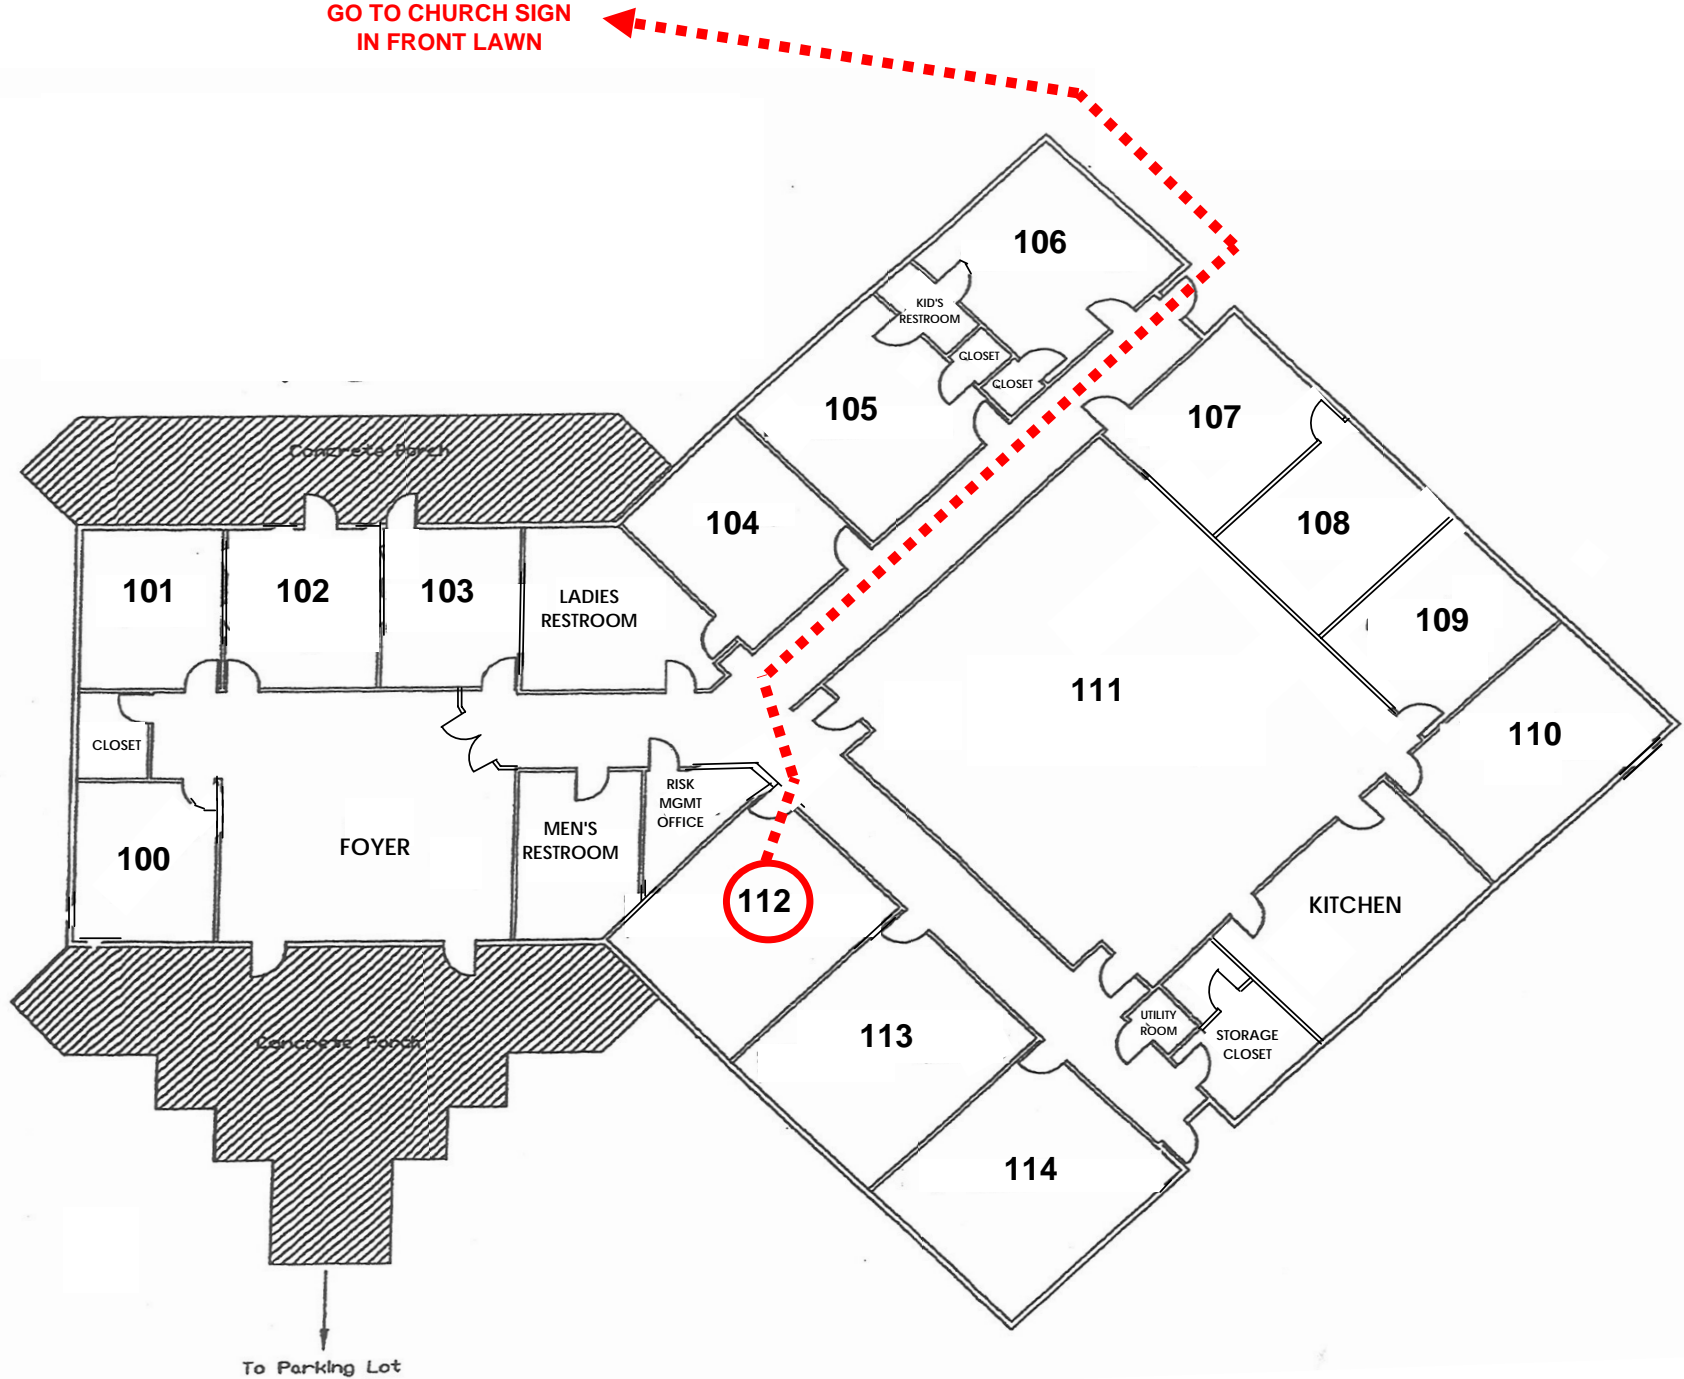 GO TO CHURCH SIGN
IN FRONT LAWN
106
KID'S
RESTROOM
CLOSET
CLOSET
105
107
Concrete Porch
104
108
101
102
103
LADIES
RESTROOM
109
111
110
CLOSET
RISK
MGMT
OFFICE
100
FOYER
MEN'S
RESTROOM
112
KITCHEN
113
UTILITY
ROOM
STORAGE
CLOSET
Concrete Porch
114
To Parking Lot